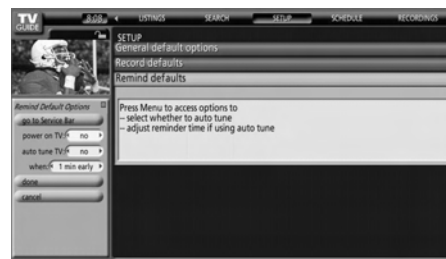 TV
GUIDE
8:08p
LISTINGS
SEARCH
SETUP
SCHEDULE
RECORDINGS
SETUP
General default options
Record defaults
Remind defaults
Remind Default Options
go to Service Bar
power on TV: no
auto tune TV: no
when: 1 min early
done
cancel
Press Menu to access options to
-- select whether to auto tune
-- adjust reminder time if using auto tune